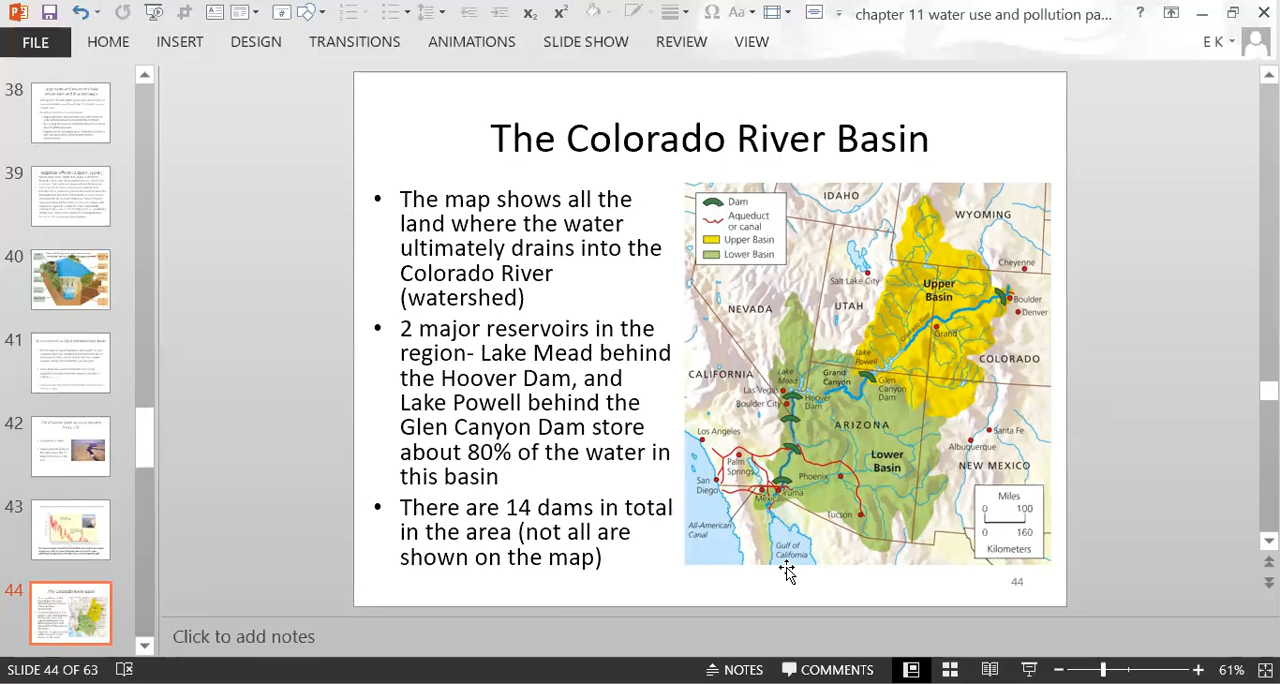 chapter 11 water use and pollution pa...
?
FILE
HOME
INSERT
DESIGN
TRANSITIONS
ANIMATIONS
SLIDE SHOW
REVIEW
VIEW
E K
38
39
40
41
42
43
44
The Colorado River Basin
• The map shows all the
land where the water
ultimately drains into the
Colorado River
(watershed)
• 2 major reservoirs in the
region- Lake Mead behind
the Hoover Dam, and
Lake Powell behind the
Glen Canyon Dam store
about 80% of the water in
this basin
• There are 14 dams in total
in the area (not all are
shown on the map)
Dam
Aqueduct
or canal
Upper Basin
Lower Basin
IDAHO
WYOMING
Cheyenne
Salt Lake City
Upper
Basin
Boulder
Denver
NEVADA
UTAH
Colorado River
Grand
COLORADO
Lake
Powell
CALIFORNIA
Lake
Mead
Grand
Canyon
Las Vegas
Boulder City
Hoover
Dam
Glen
Canyon
Dam
ARIZONA
Los Angeles
Santa Fe
Albuquerque
Lower
Basin
NEW MEXICO
Palm
Springs
Phoenix
San
Diego
Yuma
Mexicali
Tucson
All-American
Canal
Gulf of
California
Miles
0 100
0 160
Kilometers
44
Click to add notes
SLIDE 44 OF 63
NOTES
COMMENTS
61%